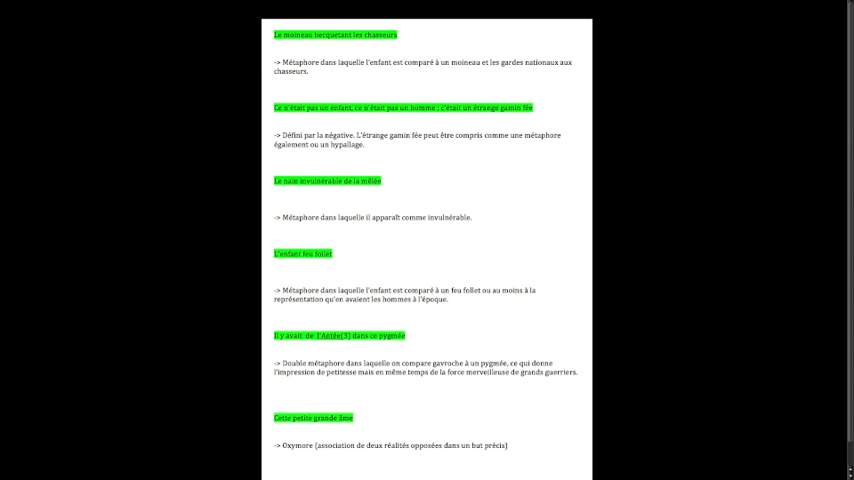 Le moineau becquetant les chasseurs
-> Métaphore dans laquelle l'enfant est comparé à un moineau et les gardes nationaux aux
chasseurs.
Ce n'était pas un enfant, ce n'était pas un homme ; c'était un étrange gamin fée
-> Défini par la négative. L'étrange gamin fée peut être compris comme une métaphore
également ou un hypallage.
Le nain invulnérable de la mêlée
-> Métaphore dans laquelle il apparaît comme invulnérable.
L'enfant feu follet
-> Métaphore dans laquelle l'enfant est comparé à un feu follet ou au moins à la
représentation qu'en avaient les hommes à l'époque.
Il y avait de l'Antée(3) dans ce pygmée
-> Double métaphore dans laquelle on compare gavroche à un pygmée, ce qui donne
l'impression de petitesse mais en même temps de la force merveilleuse de grands guerriers.
Cette petite grande âme
-> Oxymore (association de deux réalités opposées dans un but précis)